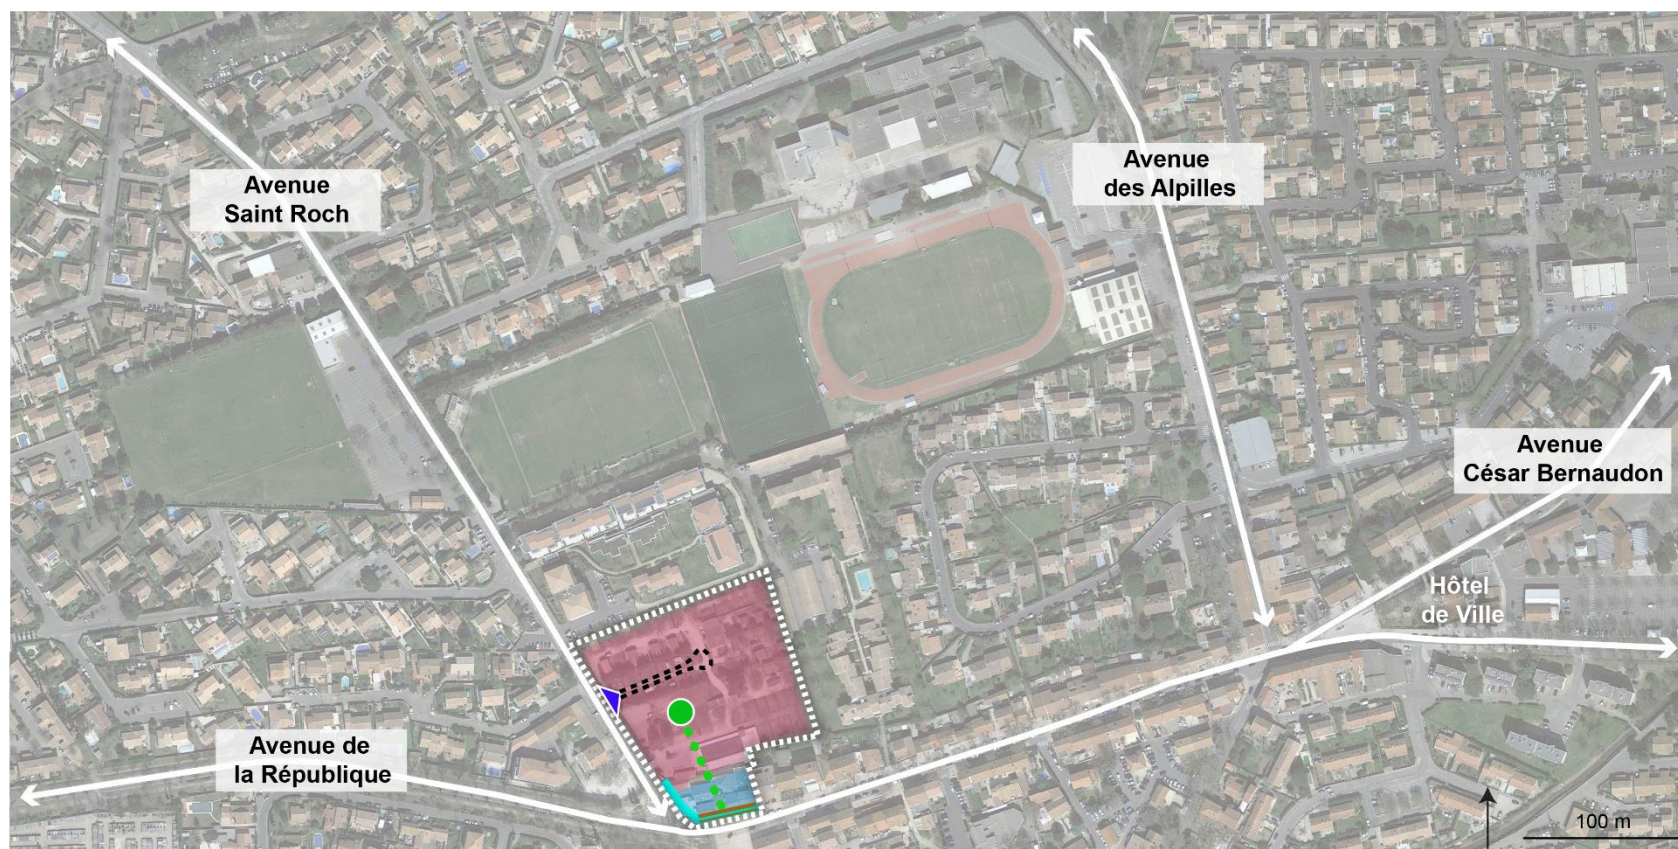 Avenue
Saint Roch
Avenue
des Alpilles
Avenue
César Bernaudon
Hôtel
de Ville
Avenue de
la République
100 m